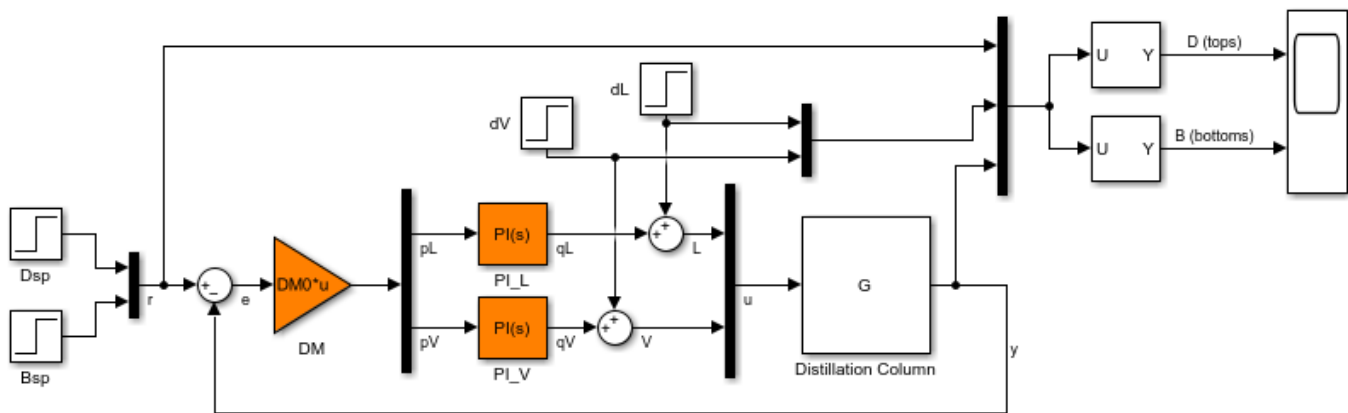 D (tops)
U Y
dL
dV
B (bottoms)
U Y
Dsp
PI(s)
+ +
pL
qL
L
PI_L
r
+ −
e
DM0*u
DM
u
G
PI(s)
+ +
pV
qV
V
PI_V
Bsp
Distillation Column
y